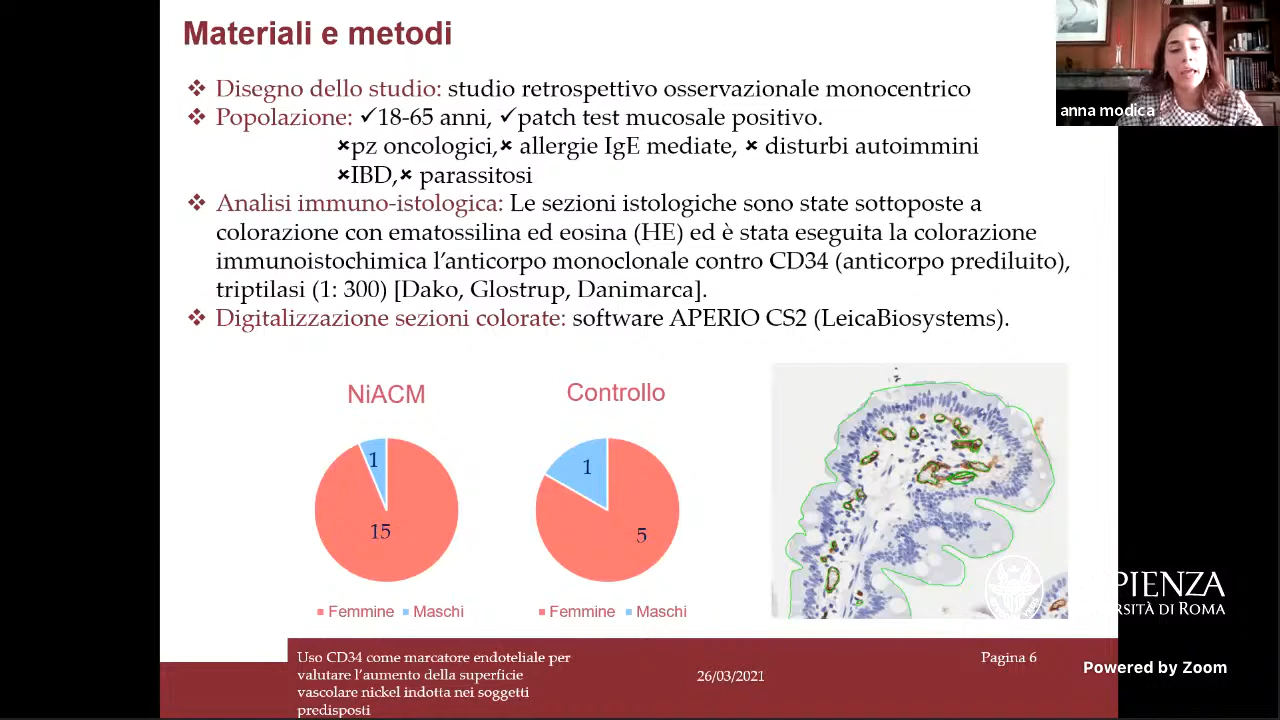 Materiali e metodi
❖ Disegno dello studio: studio retrospettivo osservazionale monocentrico
❖ Popolazione: ✓18-65 anni, ✓patch test mucosale positivo.
×pz oncologici,× allergie IgE mediate, × disturbi autoimmini
×IBD,× parassitosi
❖ Analisi immuno-istologica: Le sezioni istologiche sono state sottoposte a
colorazione con ematossilina ed eosina (HE) ed è stata eseguita la colorazione
immunoistochimica l'anticorpo monoclonale contro CD34 (anticorpo prediluito),
triptilasi (1: 300) [Dako, Glostrup, Danimarca].
❖ Digitalizzazione sezioni colorate: software APERIO CS2 (LeicaBiosystems).
anna modica
NiACM
1
15
Femmine Maschi
Controllo
1
5
Femmine Maschi
PIENZA
RSITÀ DI ROMA
Uso CD34 come marcatore endoteliale per
valutare l'aumento della superficie
vascolare nickel indotta nei soggetti
predisposti
26/03/2021
Pagina 6
Powered by Zoom